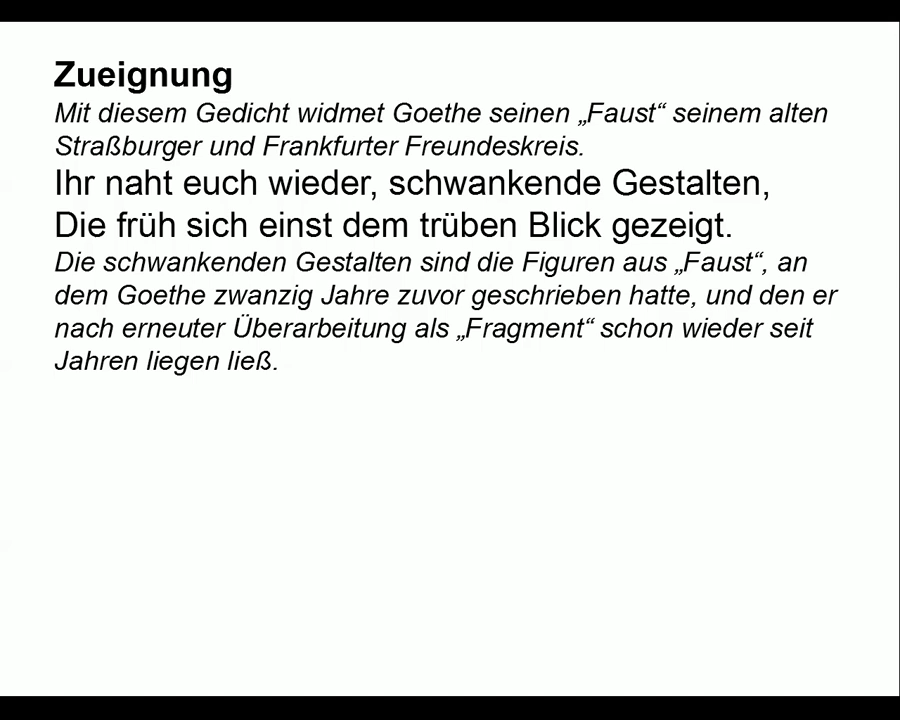 Zueignung
Mit diesem Gedicht widmet Goethe seinen „Faust“ seinem alten
Straßburger und Frankfurter Freundeskreis.
Ihr naht euch wieder, schwankende Gestalten,
Die früh sich einst dem trüben Blick gezeigt.
Die schwankenden Gestalten sind die Figuren aus „Faust“, an
dem Goethe zwanzig Jahre zuvor geschrieben hatte, und den er
nach erneuter Überarbeitung als „Fragment“ schon wieder seit
Jahren liegen ließ.